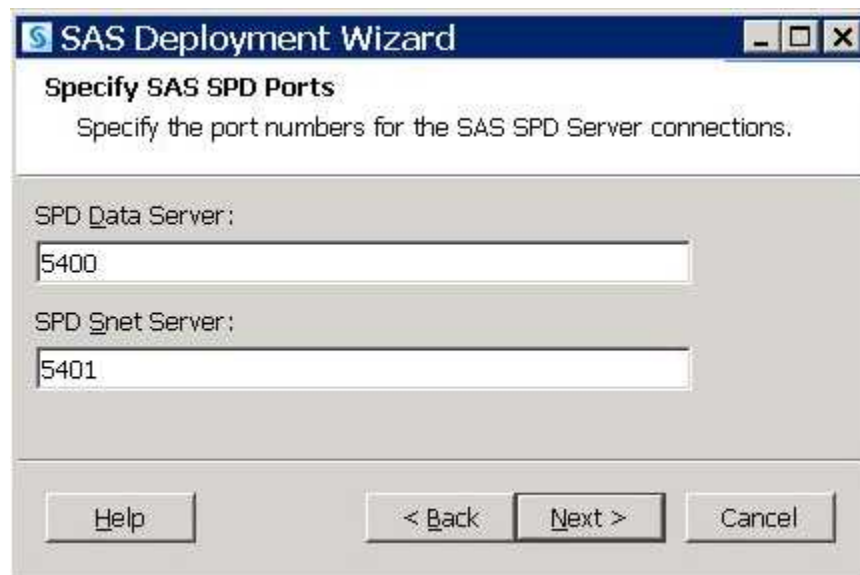 SAS Deployment Wizard
Specify SAS SPD Ports
Specify the port numbers for the SAS SPD Server connections.
SPD Data Server:
5400
SPD Snet Server:
5401
Help
< Back
Next >
Cancel